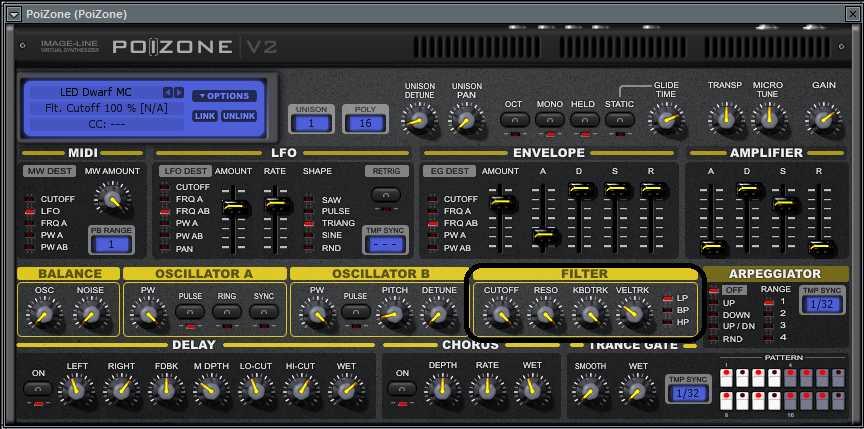 PoiZone (PoiZone)
IMAGE-LINE
VIRTUAL SYNTHESIZER
POIZONE V2
LED Dwarf MC
Flt. Cutoff 100 % [N/A]
CC: ---
OPTIONS
LINK UNLINK
UNISON
1
POLY
16
UNISON DETUNE
UNISON PAN
OCT MONO HELD STATIC
GLIDE TIME
TRANSP
MICRO TUNE
GAIN
MIDI
MW DEST MW AMOUNT
CUTOFF
LFO
FRQ A
PW A
PW AB
PB RANGE
1
LFO
LFO DEST AMOUNT RATE SHAPE RETRIG
CUTOFF
FRQ A
FRQ AB
PW A
PW AB
PAN
SAW
PULSE
TRIANG
SINE
RND
TMP SYNC
- - -
ENVELOPE
EG DEST AMOUNT A D S R
CUTOFF
FRQ A
FRQ AB
PW A
PW AB
AMPLIFIER
A D S R
BALANCE
OSC NOISE
OSCILLATOR A
PW PULSE RING SYNC
OSCILLATOR B
PW PULSE PITCH DETUNE
FILTER
CUTOFF RESO KBDTRK VELTRK
LP
BP
HP
ARPEGGIATOR
OFF
UP
DOWN
UP / DN
RND
RANGE
1
2
3
4
TMP SYNC
1/32
DELAY
ON LEFT RIGHT FDBK M DPTH LO-CUT HI-CUT WET
CHORUS
ON DEPTH RATE WET
TRANCE GATE
SMOOTH WET
TMP SYNC
1/32
PATTERN
1 4
8 16